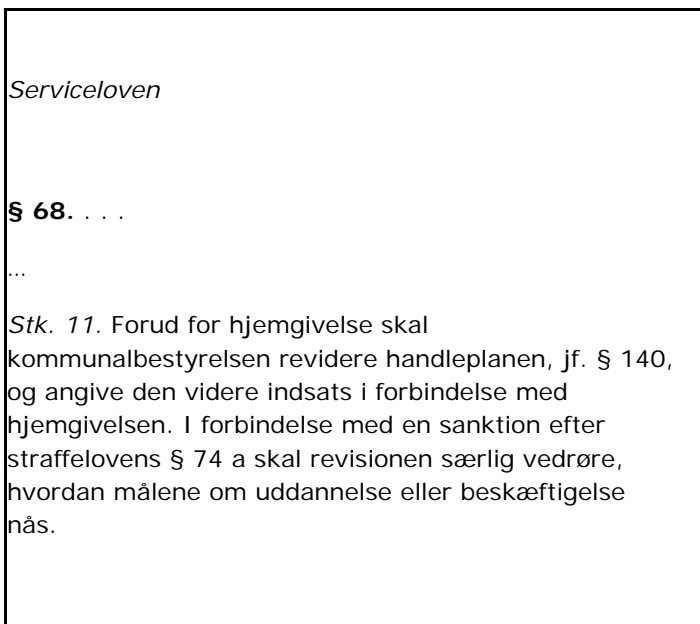 Serviceloven
§ 68. . . .
...
Stk. 11. Forud for hjemgivelse skal
kommunalbestyrelsen revidere handleplanen, jf. § 140,
og angive den videre indsats i forbindelse med
hjemgivelsen. I forbindelse med en sanktion efter
straffelovens § 74 a skal revisionen særlig vedrøre,
hvordan målene om uddannelse eller beskæftigelse
nås.